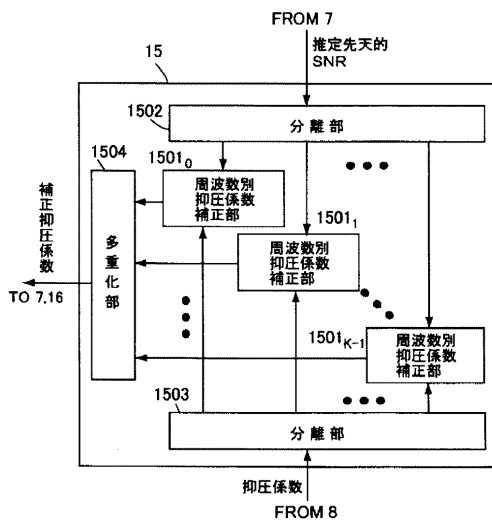 FROM 7
推定先天的
SNR
15
1502
分離部
1504
1501₀
補正抑圧係数
多重化部
周波数別
抑圧係数
補正部
1501₁
周波数別
抑圧係数
補正部
TO 7,16
1501K-1
周波数別
抑圧係数
補正部
1503
分離部
抑圧係数
FROM 8